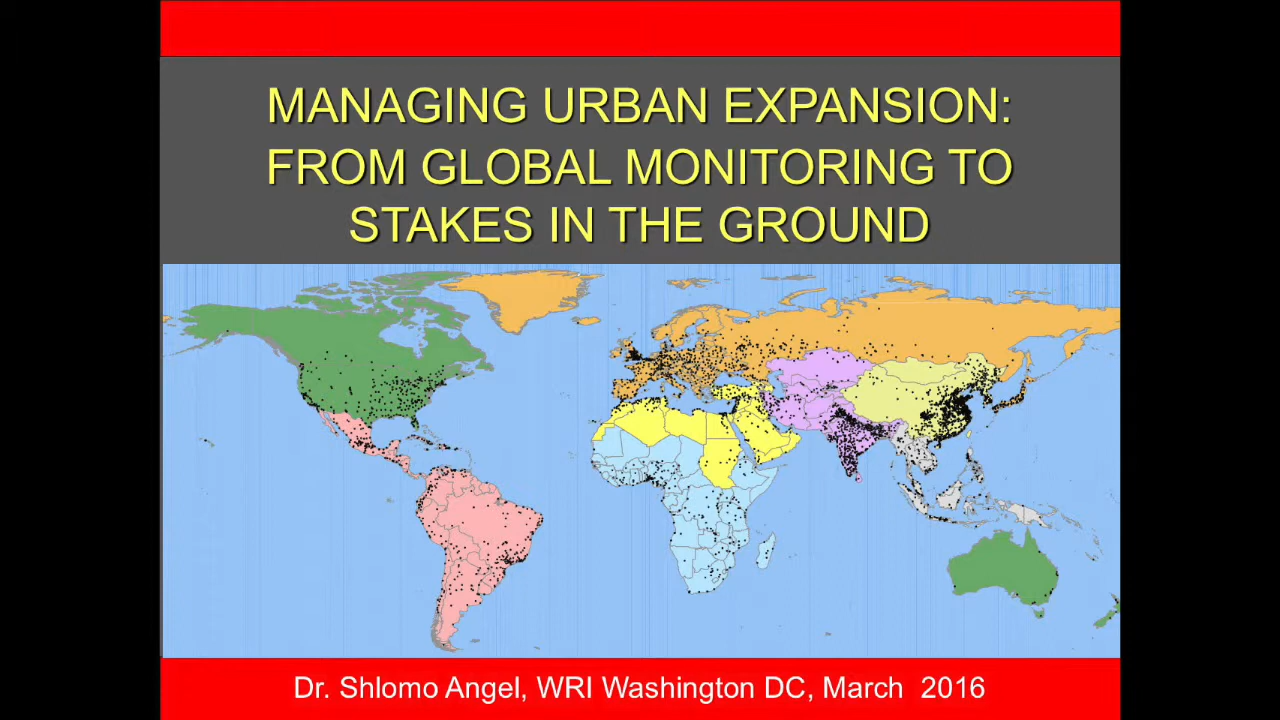 MANAGING URBAN EXPANSION:
FROM GLOBAL MONITORING TO
STAKES IN THE GROUND
Dr. Shlomo Angel, WRI Washington DC, March 2016